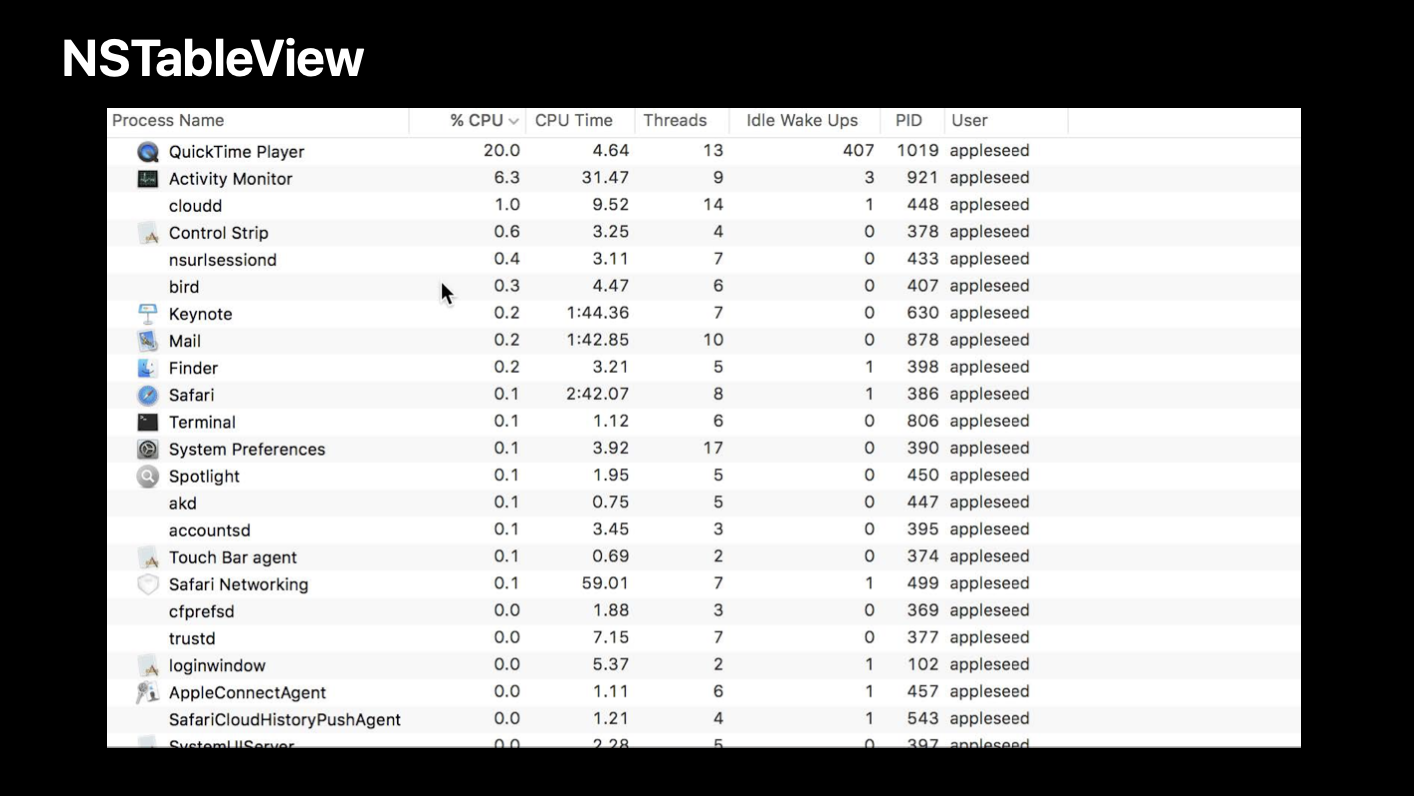 NSTableView
Process Name % CPU CPU Time Threads Idle Wake Ups PID User
QuickTime Player 20.0 4.64 13 407 1019 appleseed
Activity Monitor 6.3 31.47 9 3 921 appleseed
cloudd 1.0 9.52 14 1 448 appleseed
Control Strip 0.6 3.25 4 0 378 appleseed
nsurlsessiond 0.4 3.11 7 0 433 appleseed
bird 0.3 4.47 6 0 407 appleseed
Keynote 0.2 1:44.36 7 0 630 appleseed
Mail 0.2 1:42.85 10 0 878 appleseed
Finder 0.2 3.21 5 1 398 appleseed
Safari 0.1 2:42.07 8 1 386 appleseed
Terminal 0.1 1.12 6 0 806 appleseed
System Preferences 0.1 3.92 17 0 390 appleseed
Spotlight 0.1 1.95 5 0 450 appleseed
akd 0.1 0.75 5 0 447 appleseed
accountsd 0.1 3.45 3 0 395 appleseed
Touch Bar agent 0.1 0.69 2 0 374 appleseed
Safari Networking 0.1 59.01 7 1 499 appleseed
cfprefsd 0.0 1.88 3 0 369 appleseed
trustd 0.0 7.15 7 0 377 appleseed
loginwindow 0.0 5.37 2 1 102 appleseed
AppleConnectAgent 0.0 1.11 6 1 457 appleseed
SafariCloudHistoryPushAgent 0.0 1.21 4 1 543 appleseed
SystemUIServer 0.0 2.28 5 0 397 appleseed